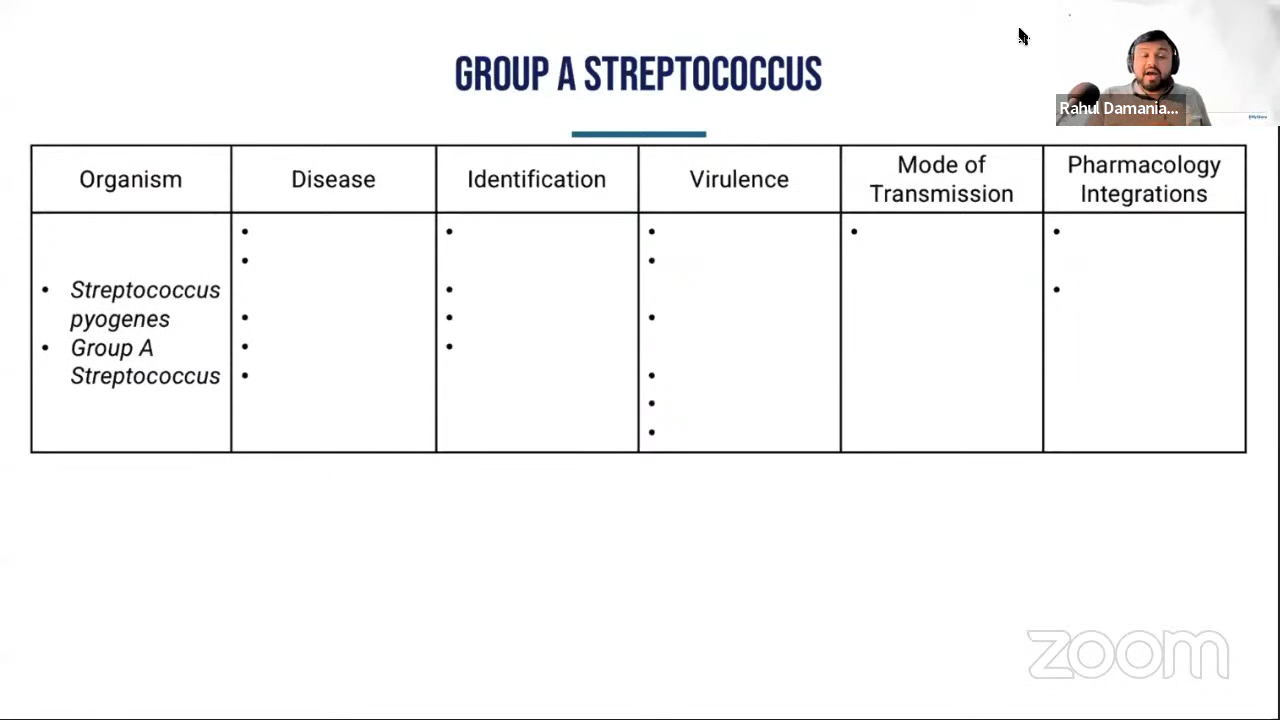 GROUP A STREPTOCOCCUS
Rahul Damania...
Organism
Disease
Identification
Virulence
Mode of
Transmission
Pharmacology
Integrations
• Streptococcus
pyogenes
• Group A
Streptococcus
zoom